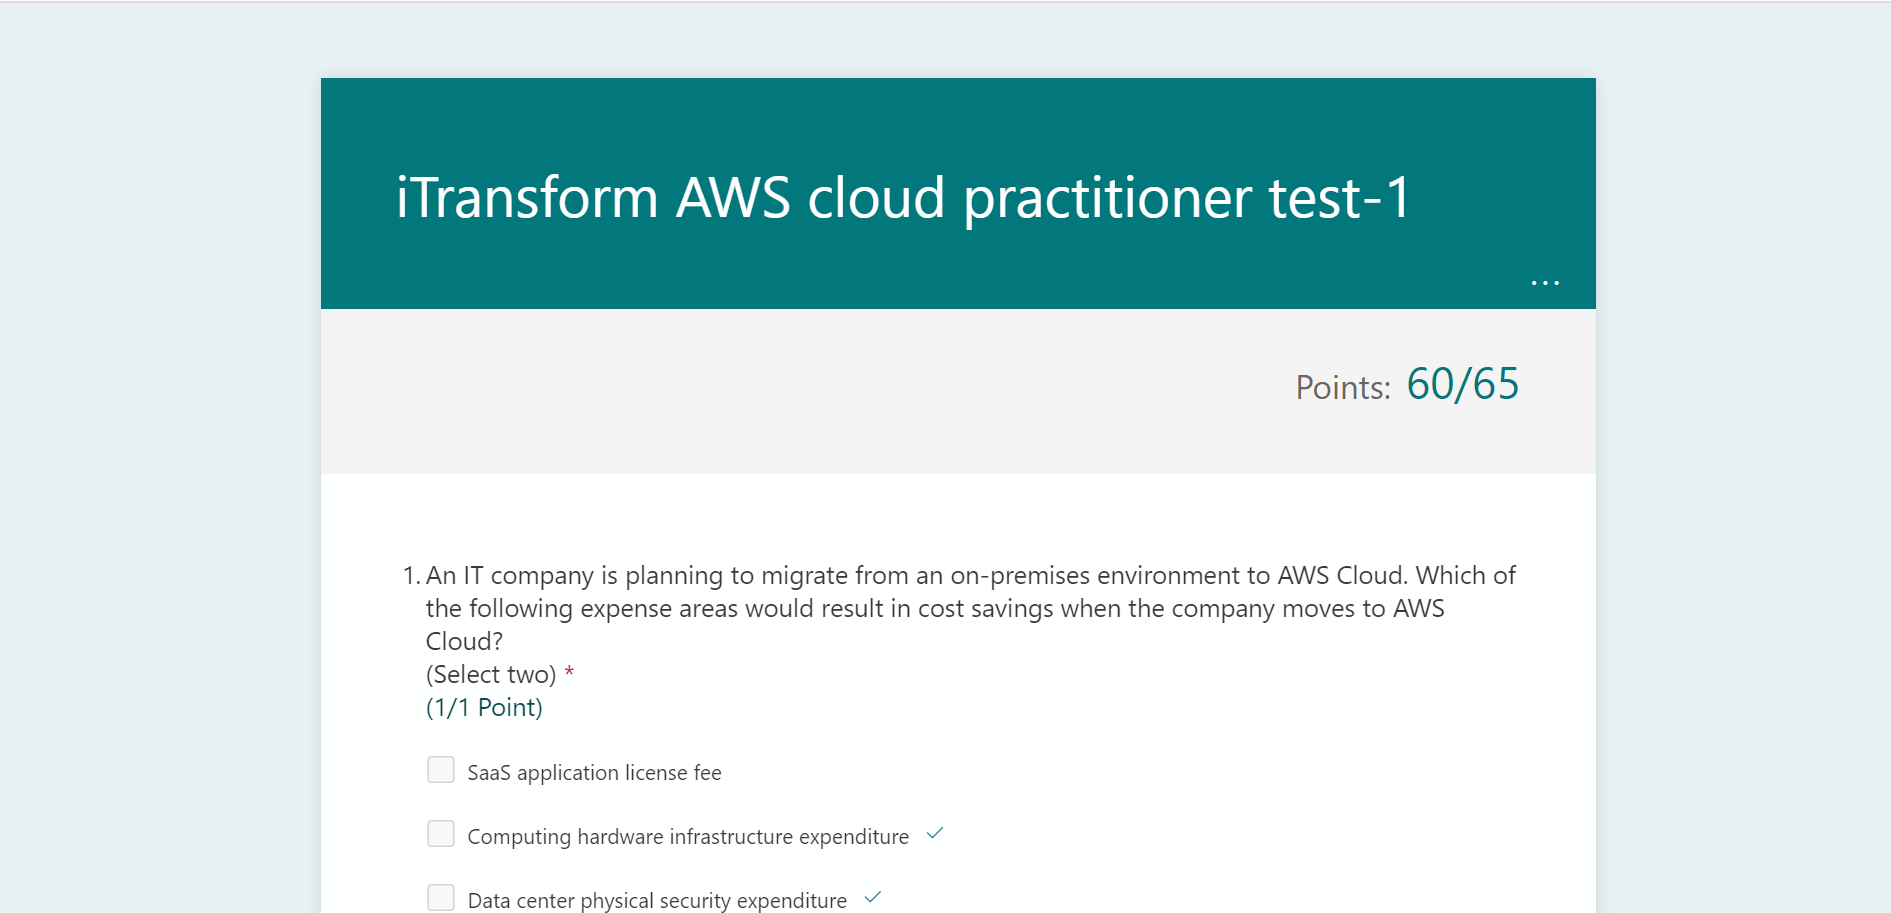 iTransform AWS cloud practitioner test-1
...
Points: 60/65
1. An IT company is planning to migrate from an on-premises environment to AWS Cloud. Which of
the following expense areas would result in cost savings when the company moves to AWS
Cloud?
(Select two) *
(1/1 Point)
SaaS application license fee
Computing hardware infrastructure expenditure
Data center physical security expenditure